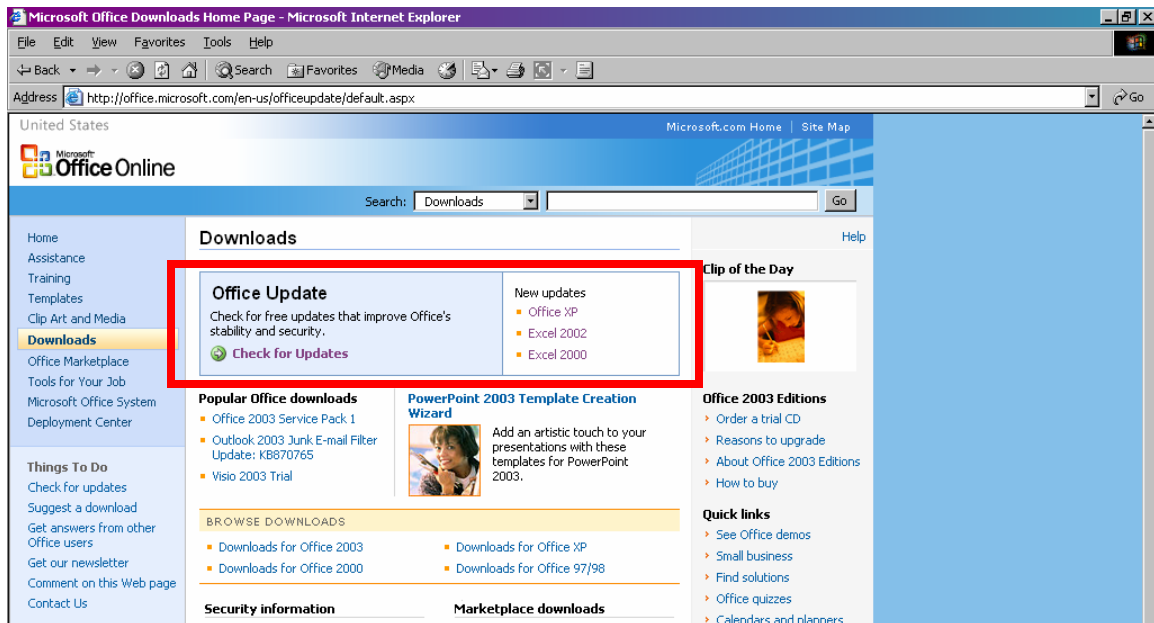 Microsoft Office Downloads Home Page - Microsoft Internet Explorer
File Edit View Favorites Tools Help
Back Search Favorites Media
Address http://office.microsoft.com/en-us/officeupdate/default.aspx Go
United States
Microsoft.com Home | Site Map
Microsoft
Office Online
Search: Downloads Go
Home
Assistance
Training
Templates
Clip Art and Media
Downloads
Office Marketplace
Tools for Your Job
Microsoft Office System
Deployment Center
Things To Do
Check for updates
Suggest a download
Get answers from other
Office users
Get our newsletter
Comment on this Web page
Contact Us
Downloads
Office Update
Check for free updates that improve Office's
stability and security.
Check for Updates
New updates
Office XP
Excel 2002
Excel 2000
Popular Office downloads
Office 2003 Service Pack 1
Outlook 2003 Junk E-mail Filter
Update: KB870765
Visio 2003 Trial
PowerPoint 2003 Template Creation
Wizard
Add an artistic touch to your
presentations with these
templates for PowerPoint
2003.
BROWSE DOWNLOADS
Downloads for Office 2003
Downloads for Office XP
Downloads for Office 2000
Downloads for Office 97/98
Security information
Marketplace downloads
Help
Clip of the Day
Office 2003 Editions
Order a trial CD
Reasons to upgrade
About Office 2003 Editions
How to buy
Quick links
See Office demos
Small business
Find solutions
Office quizzes
Calendars and planners